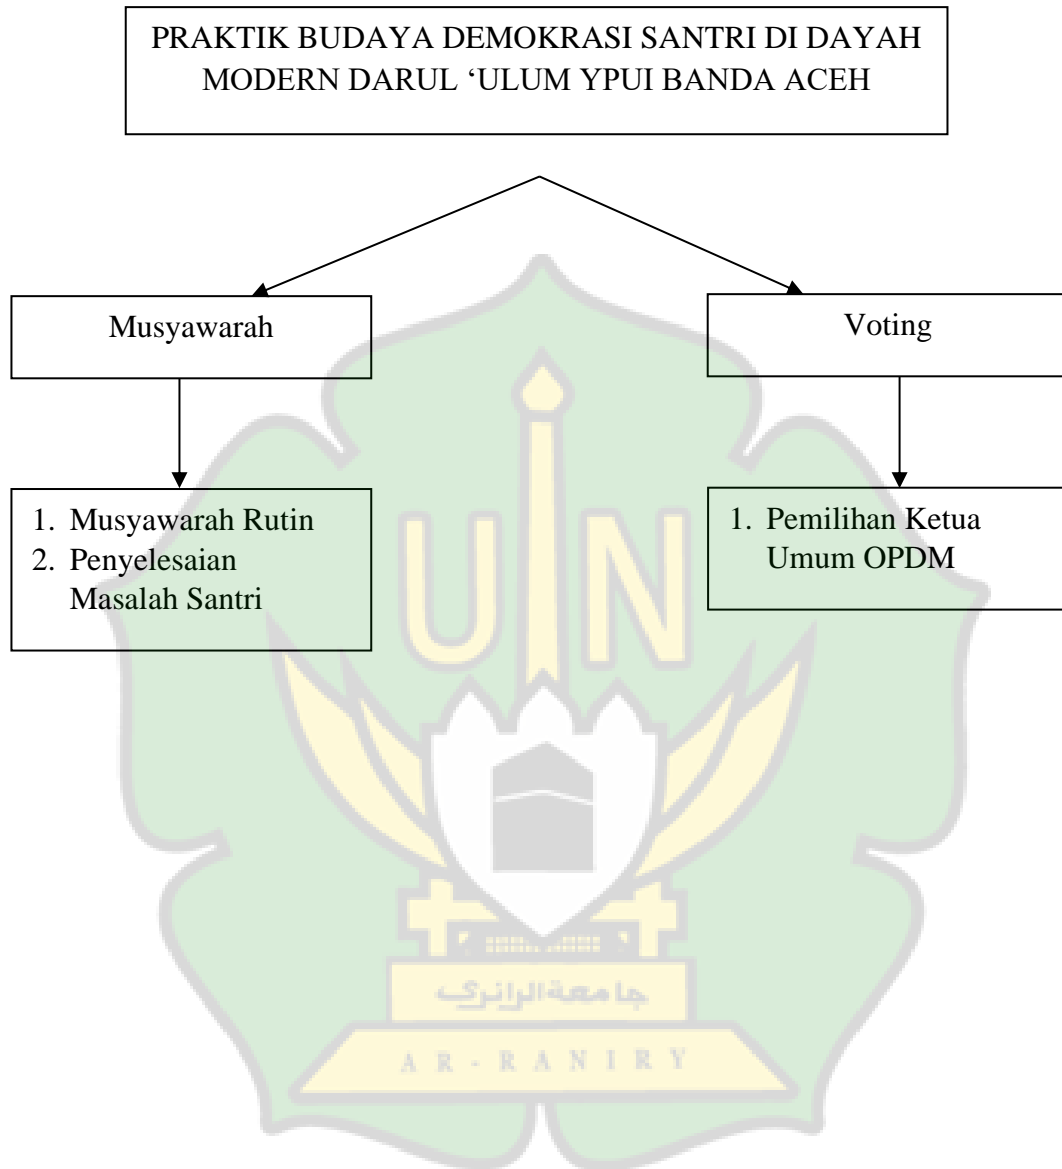 PRAKTIK BUDAYA DEMOKRASI SANTRI DI DAYAH
MODERN DARUL ‘ULUM YPUI BANDA ACEH
Musyawarah
Voting
1. Musyawarah Rutin
2. Penyelesaian
Masalah Santri
1. Pemilihan Ketua
Umum OPDM
UIN
جامعة الرانري
AR-RANIRY